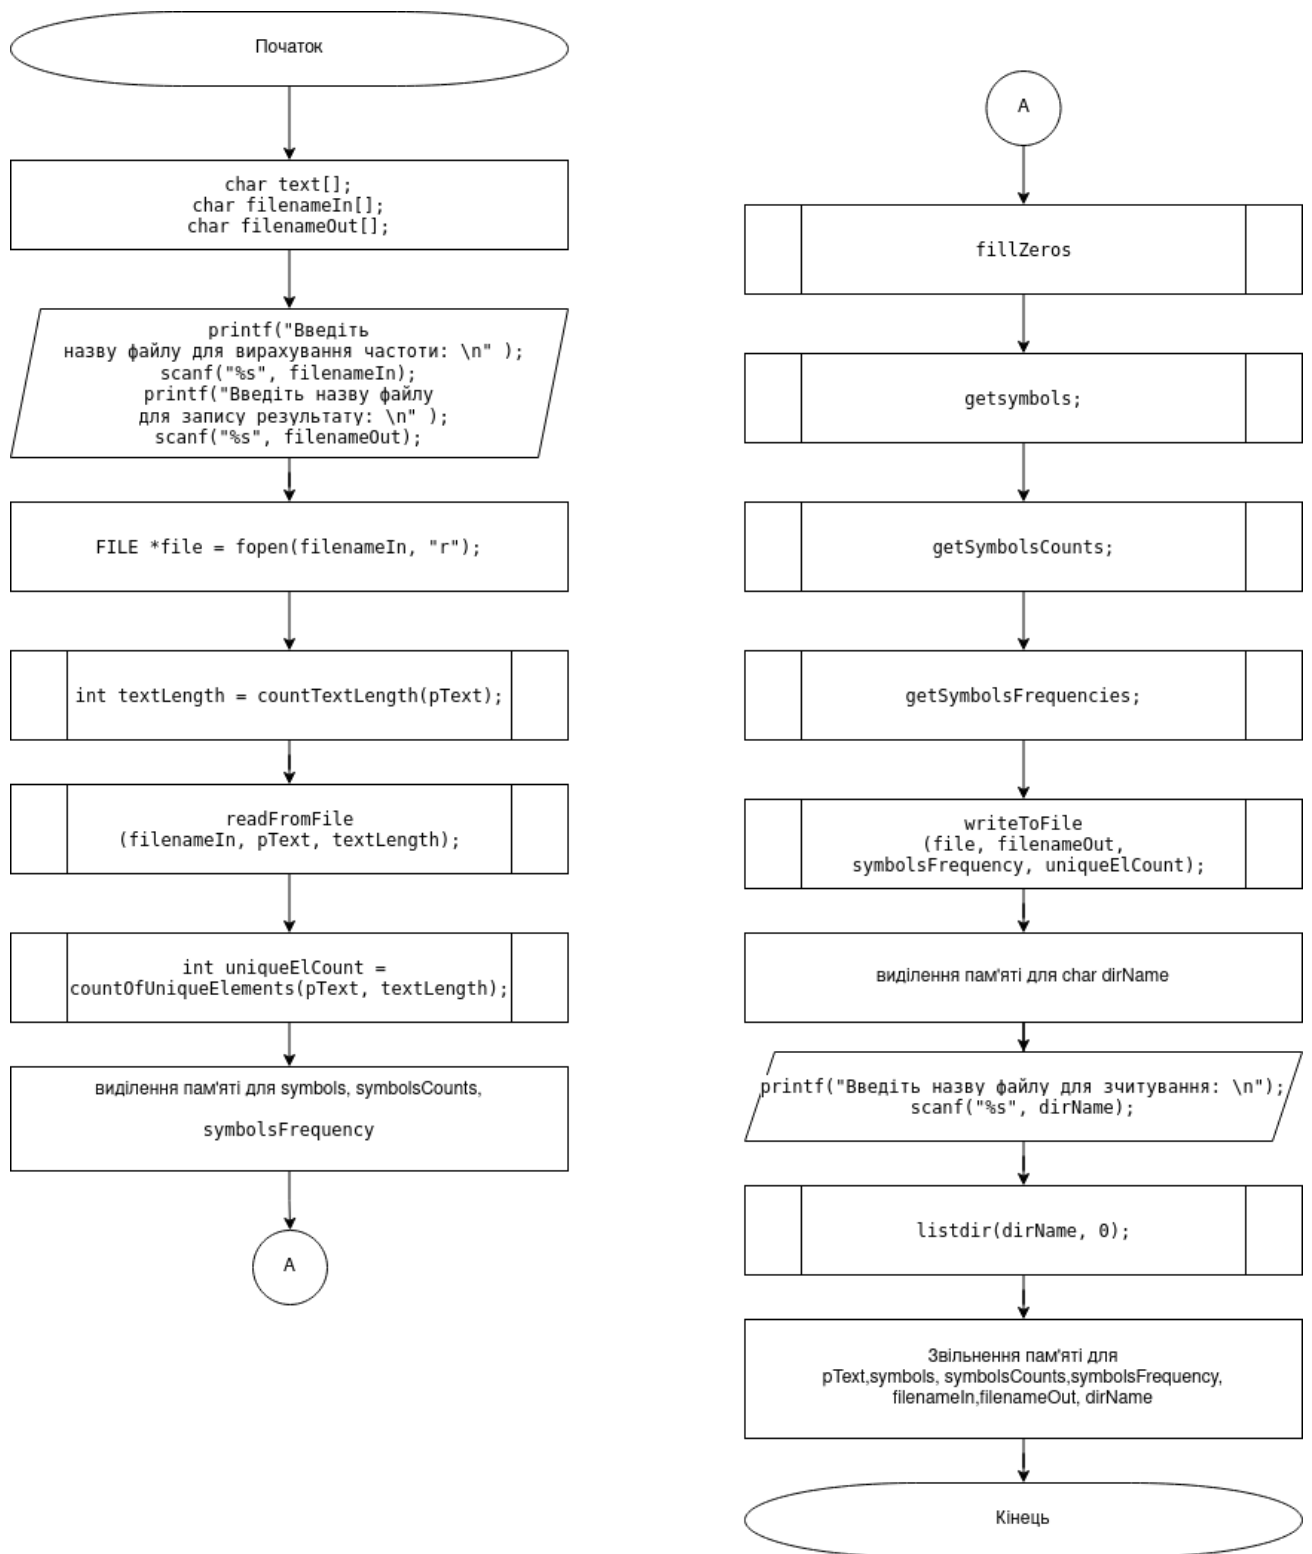 Початок
char text[];
char filenameIn[];
char filenameOut[];
printf("Введіть
назву файлу для вирахування частоти: \n" );
scanf("%s", filenameIn);
printf("Введіть назву файлу
для запису результату: \n" );
scanf("%s", filenameOut);
FILE *file = fopen(filenameIn, "r");
int textLength = countTextLength(pText);
readFromFile
(filenameIn, pText, textLength);
int uniqueElCount =
countOfUniqueElements(pText, textLength);
виділення пам'яті для symbols, symbolsCounts,
symbolsFrequency
A
A
fillZeros
getsymbols;
getSymbolsCounts;
getSymbolsFrequencies;
writeToFile
(file, filenameOut,
symbolsFrequency, uniqueElCount);
виділення пам'яті для char dirName
printf("Введіть назву файлу для зчитування: \n");
scanf("%s", dirName);
listdir(dirName, 0);
Звільнення пам'яті для
pText,symbols, symbolsCounts,symbolsFrequency,
filenameIn,filenameOut, dirName
Кінець